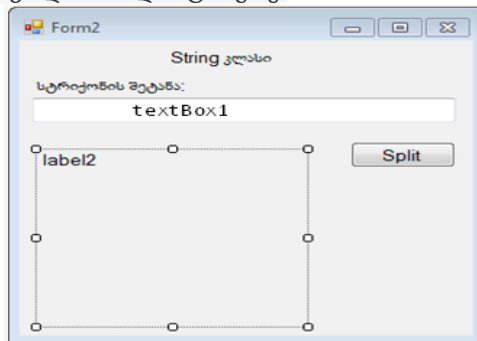 Form2
String კლასი
სტრიქონის შეტანა:
textBox1
label2
Split